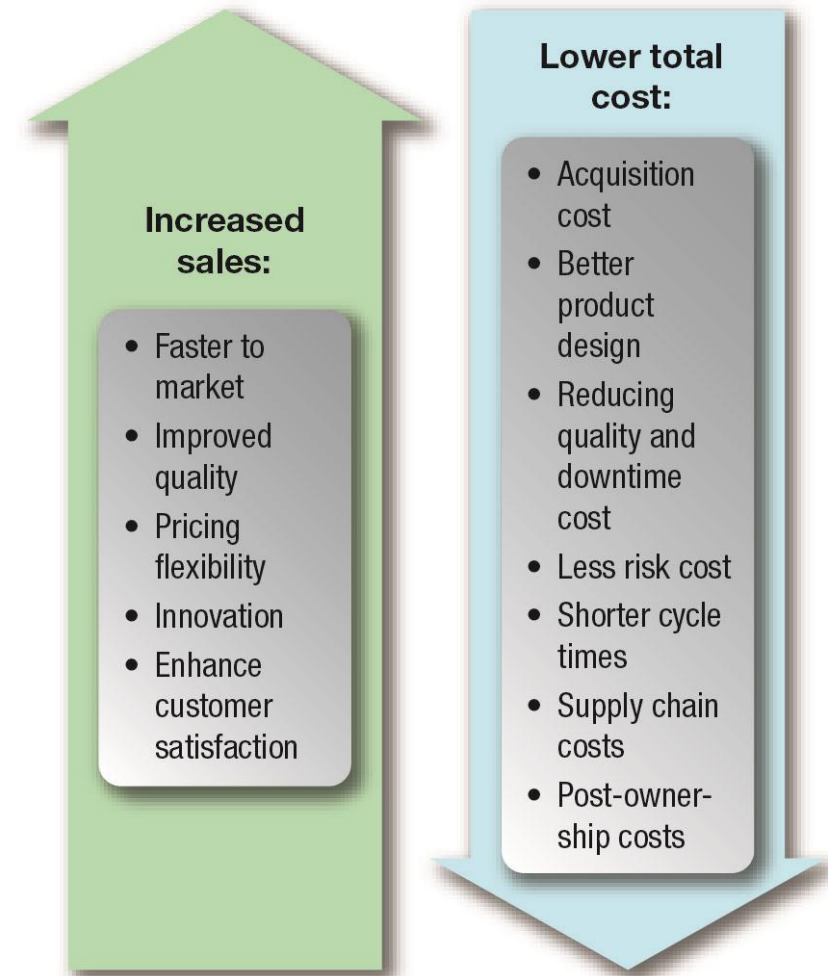 Increased
sales:
• Faster to
market
• Improved
quality
• Pricing
flexibility
• Innovation
• Enhance
customer
satisfaction
Lower total
cost:
• Acquisition
cost
• Better
product
design
• Reducing
quality and
downtime
cost
• Less risk cost
• Shorter cycle
times
• Supply chain
costs
• Post-owner-
ship costs